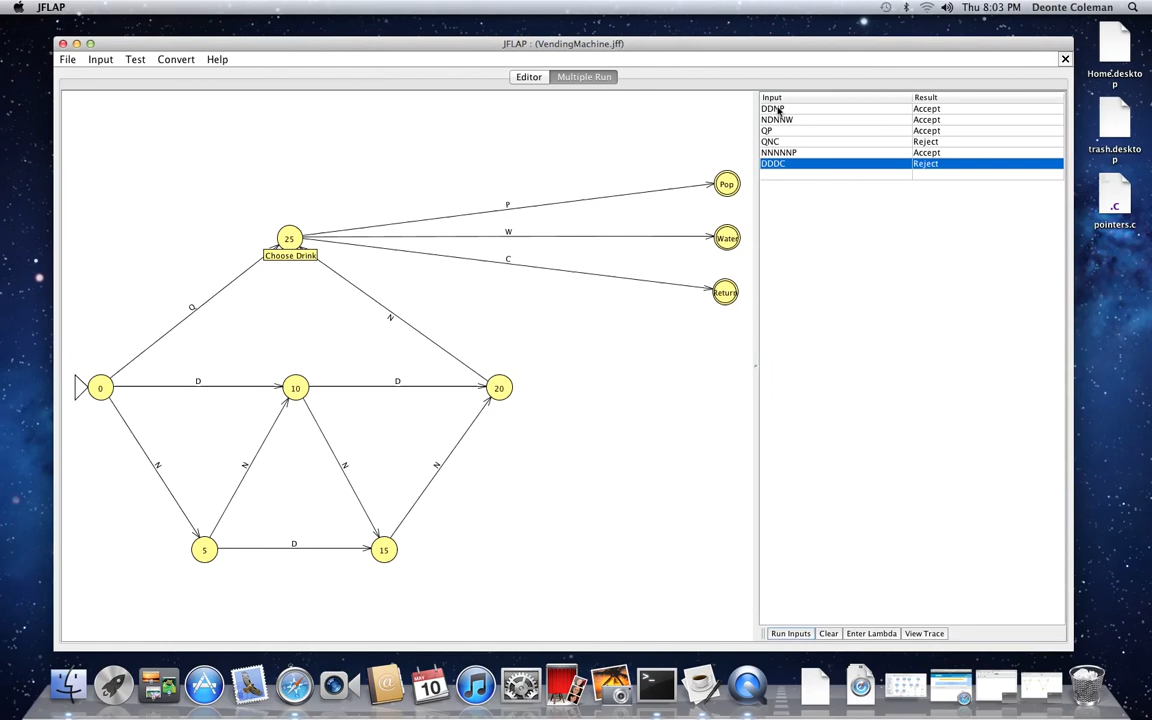 JFLAP
Thu 8:03 PM Deonte Coleman
JFLAP : (VendingMachine.jff)
File Input Test Convert Help
Editor Multiple Run
Input Result
DDNP Accept
NDNNW Accept
QP Accept
QNC Reject
NNNNNP Accept
DDDC Reject
Pop
P
25
W
Water
Choose Drink
C
Return
Q
N
0
D
10
D
20
N
N
N
N
5
D
15
Run Inputs Clear Enter Lambda View Trace
Home.deskto
p
trash.deskto
p
.C
pointers.c
10